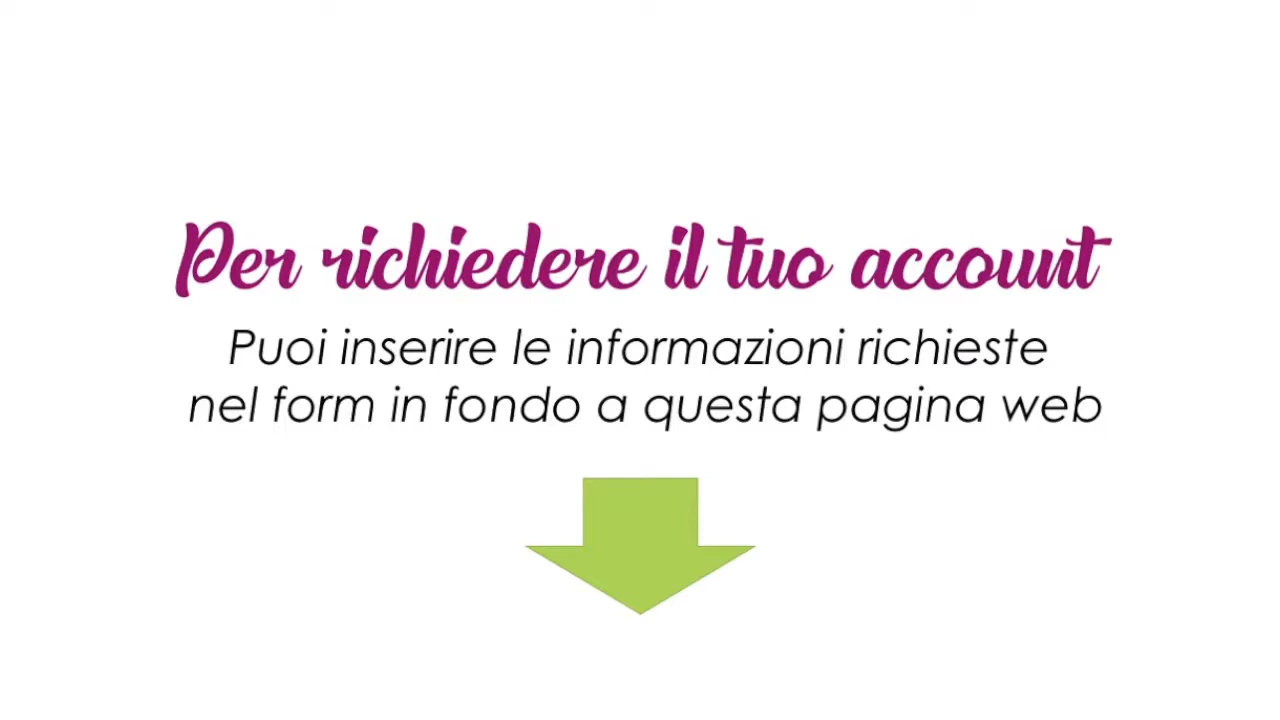 Per richiedere il tuo account
Puoi inserire le informazioni richieste
nel form in fondo a questa pagina web